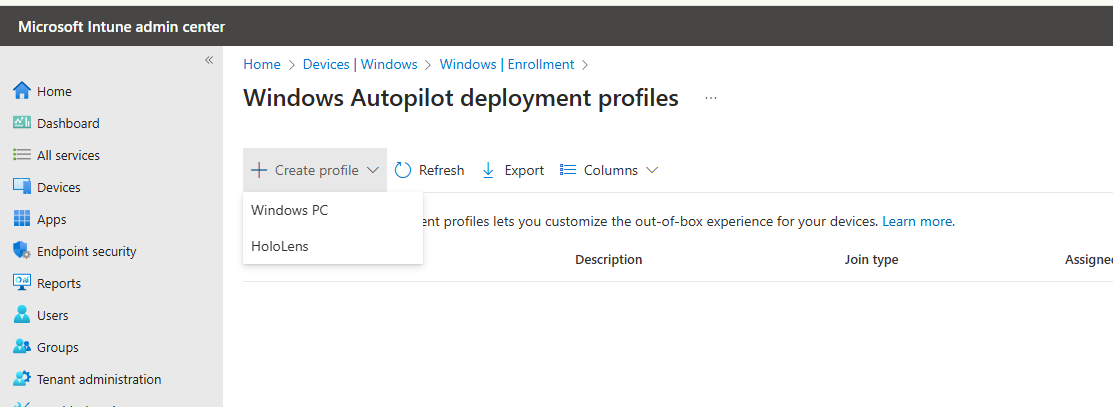 Microsoft Intune admin center
«
Home > Devices | Windows > Windows | Enrollment >
Windows Autopilot deployment profiles ...
Home
Dashboard
All services
Devices
Apps
Endpoint security
Reports
Users
Groups
Tenant administration
Create profile Refresh Export Columns
Windows PC
HoloLens
profiles lets you customize the out-of-box experience for your devices. Learn more.
Description Join type Assigned